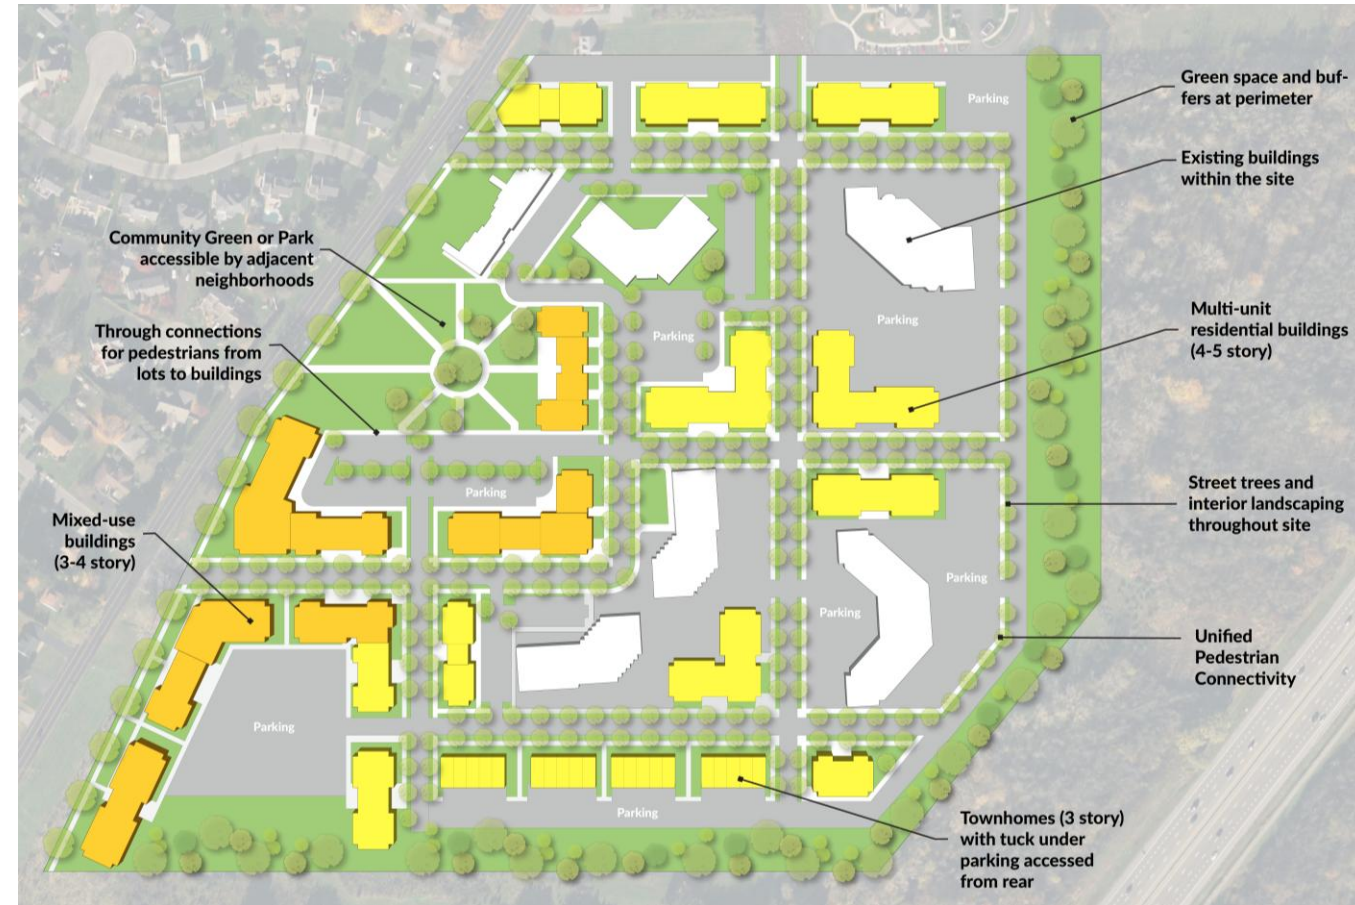 Parking
Green space and buf-
fers at perimeter
Existing buildings
within the site
Community Green or Park
accessible by adjacent
neighborhoods
Through connections
for pedestrians from
lots to buildings
Parking
Parking
Multi-unit
residential buildings
(4-5 story)
Parking
Street trees and
interior landscaping
throughout site
Mixed-use
buildings
(3-4 story)
Parking
Parking
Unified
Pedestrian
Connectivity
Parking
Parking
Townhomes (3 story)
with tuck under
parking accessed
from rear